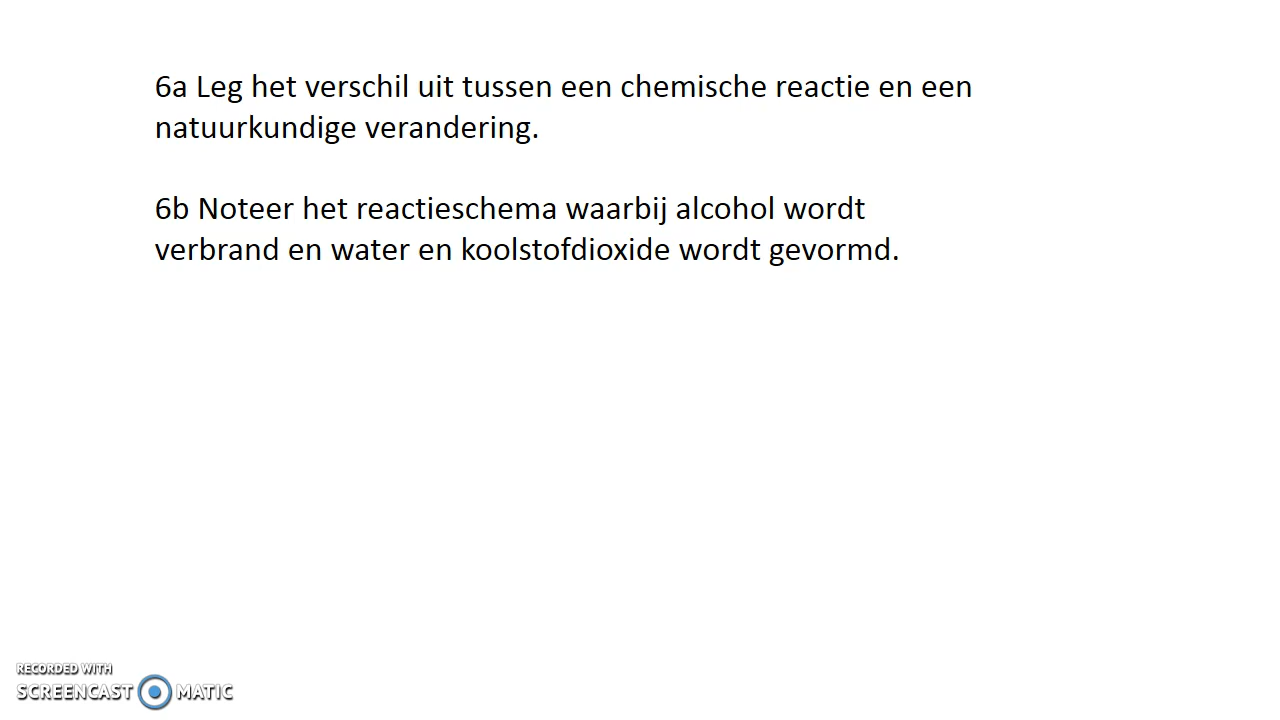 6a Leg het verschil uit tussen een chemische reactie en een
natuurkundige verandering.
6b Noteer het reactieschema waarbij alcohol wordt
verbrand en water en koolstofdioxide wordt gevormd.
RECORDED WITH
SCREENCAST MATIC